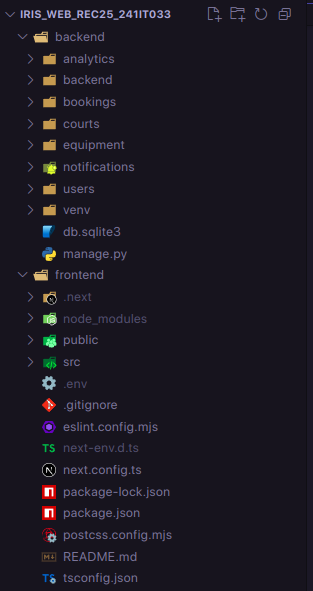 IRIS_WEB_REC25_241IT033
backend
analytics
backend
bookings
courts
equipment
notifications
users
venv
db.sqlite3
manage.py
frontend
.next
node_modules
public
src
.env
.gitignore
eslint.config.mjs
TS next-env.d.ts
N next.config.ts
package-lock.json
package.json
postcss.config.mjs
README.md
TS tsconfig.json